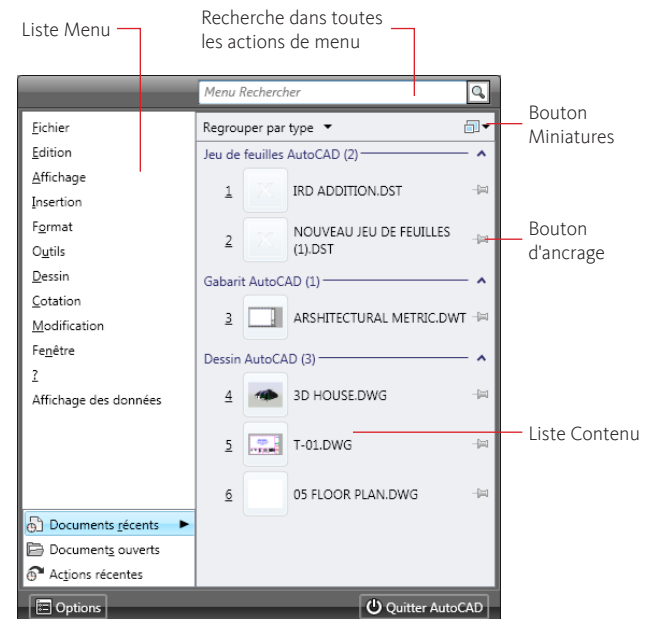 Liste Menu
Recherche dans toutes
les actions de menu
Menu Rechercher
Bouton
Miniatures
Fichier
Edition
Affichage
Insertion
Format
Outils
Dessin
Cotation
Modification
Fenêtre
?
Affichage des données
Regrouper par type
Jeu de feuilles AutoCAD (2)
1 IRD ADDITION.DST
2 NOUVEAU JEU DE FEUILLES
(1).DST
Bouton
d'ancrage
Gabarit AutoCAD (1)
3 ARSHITECTURAL METRIC.DWT
Dessin AutoCAD (3)
4 3D HOUSE.DWG
5 T-01.DWG
Liste Contenu
6 05 FLOOR PLAN.DWG
Documents récents
Documents ouverts
Actions récentes
Options
Quitter AutoCAD